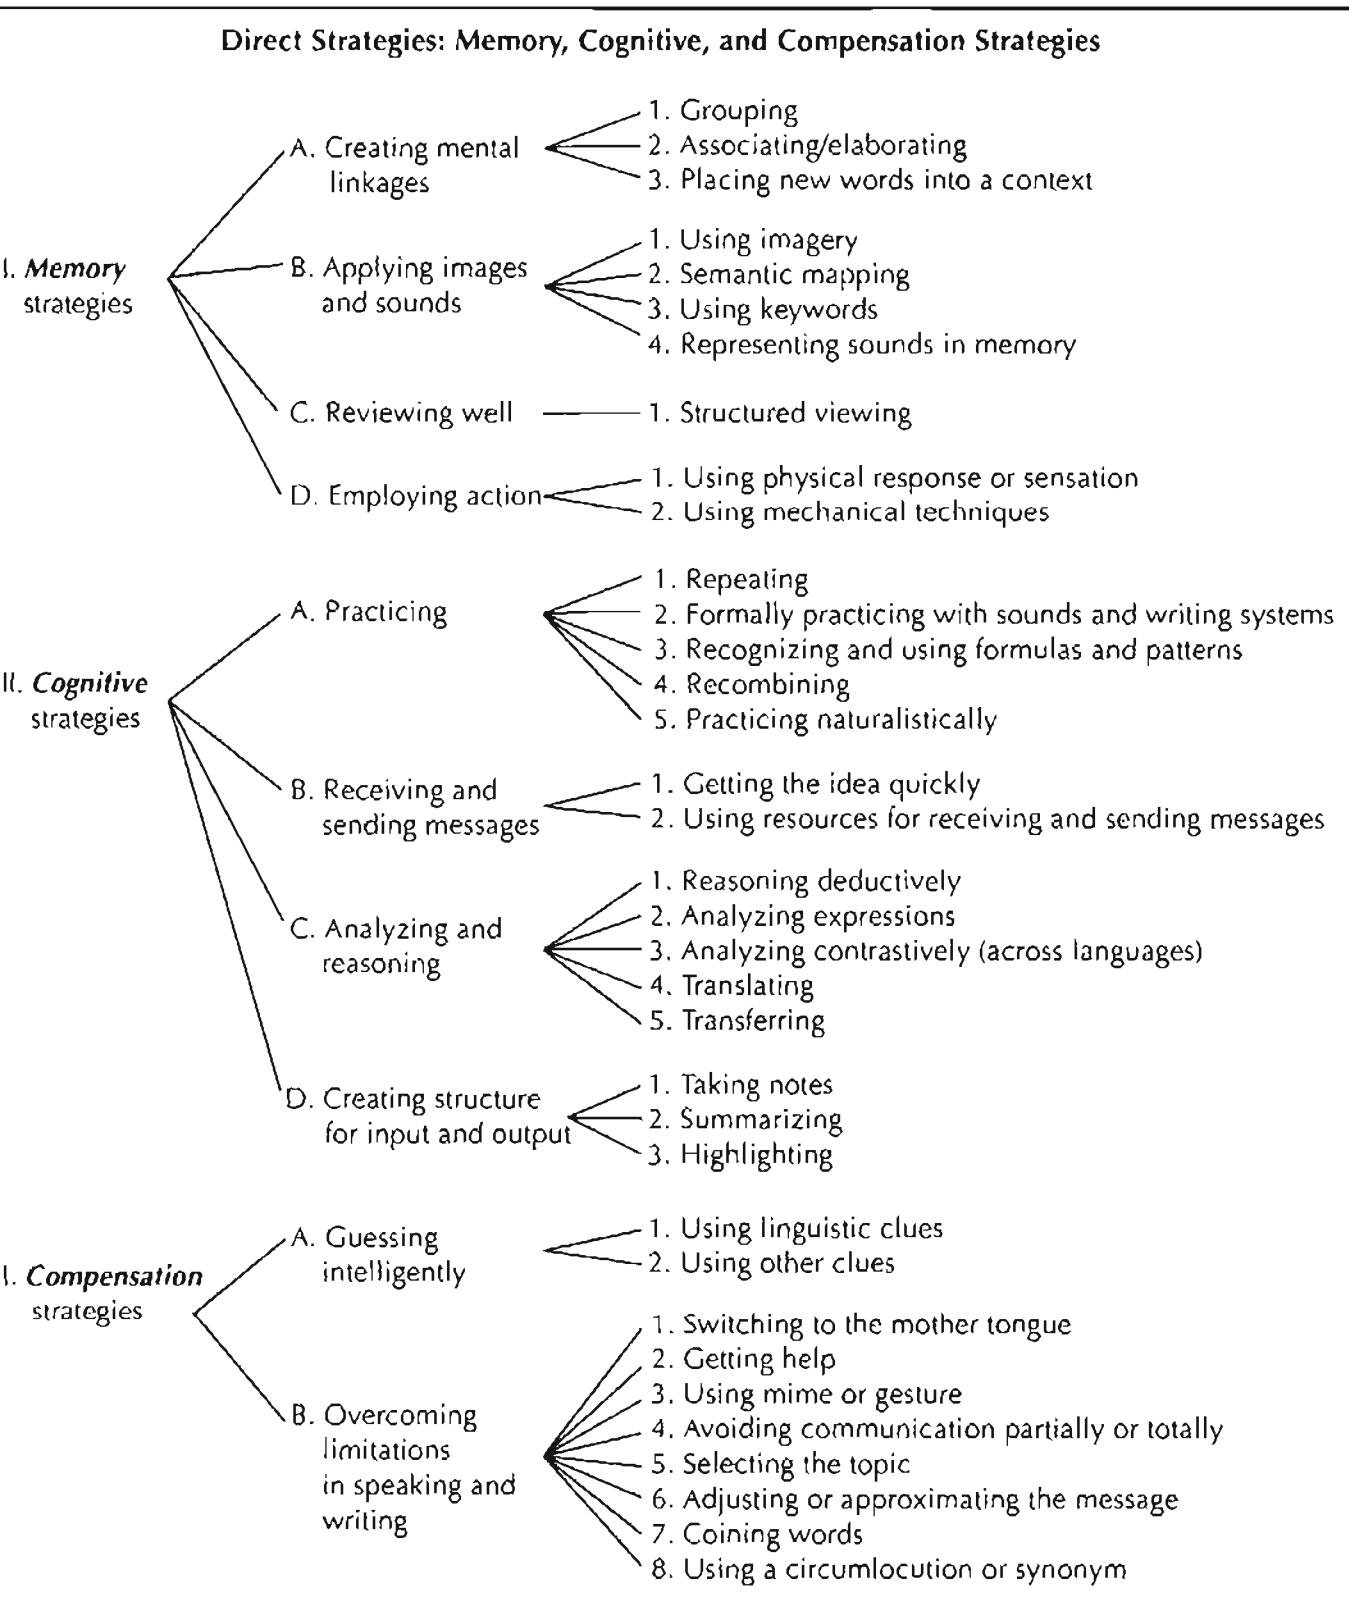 Direct Strategies: Memory, Cognitive, and Compensation Strategies
I. Memory
strategies
A. Creating mental
linkages
1. Grouping
2. Associating/elaborating
3. Placing new words into a context
B. Applying images
and sounds
1. Using imagery
2. Semantic mapping
3. Using keywords
4. Representing sounds in memory
C. Reviewing well
1. Structured viewing
D. Employing action
1. Using physical response or sensation
2. Using mechanical techniques
II. Cognitive
strategies
A. Practicing
1. Repeating
2. Formally practicing with sounds and writing systems
3. Recognizing and using formulas and patterns
4. Recombining
5. Practicing naturalistically
B. Receiving and
sending messages
1. Getting the idea quickly
2. Using resources for receiving and sending messages
C. Analyzing and
reasoning
1. Reasoning deductively
2. Analyzing expressions
3. Analyzing contrastively (across languages)
4. Translating
5. Transferring
D. Creating structure
for input and output
1. Taking notes
2. Summarizing
3. Highlighting
I. Compensation
strategies
A. Guessing
intelligently
1. Using linguistic clues
2. Using other clues
B. Overcoming
limitations
in speaking and
writing
1. Switching to the mother tongue
2. Getting help
3. Using mime or gesture
4. Avoiding communication partially or totally
5. Selecting the topic
6. Adjusting or approximating the message
7. Coining words
8. Using a circumlocution or synonym